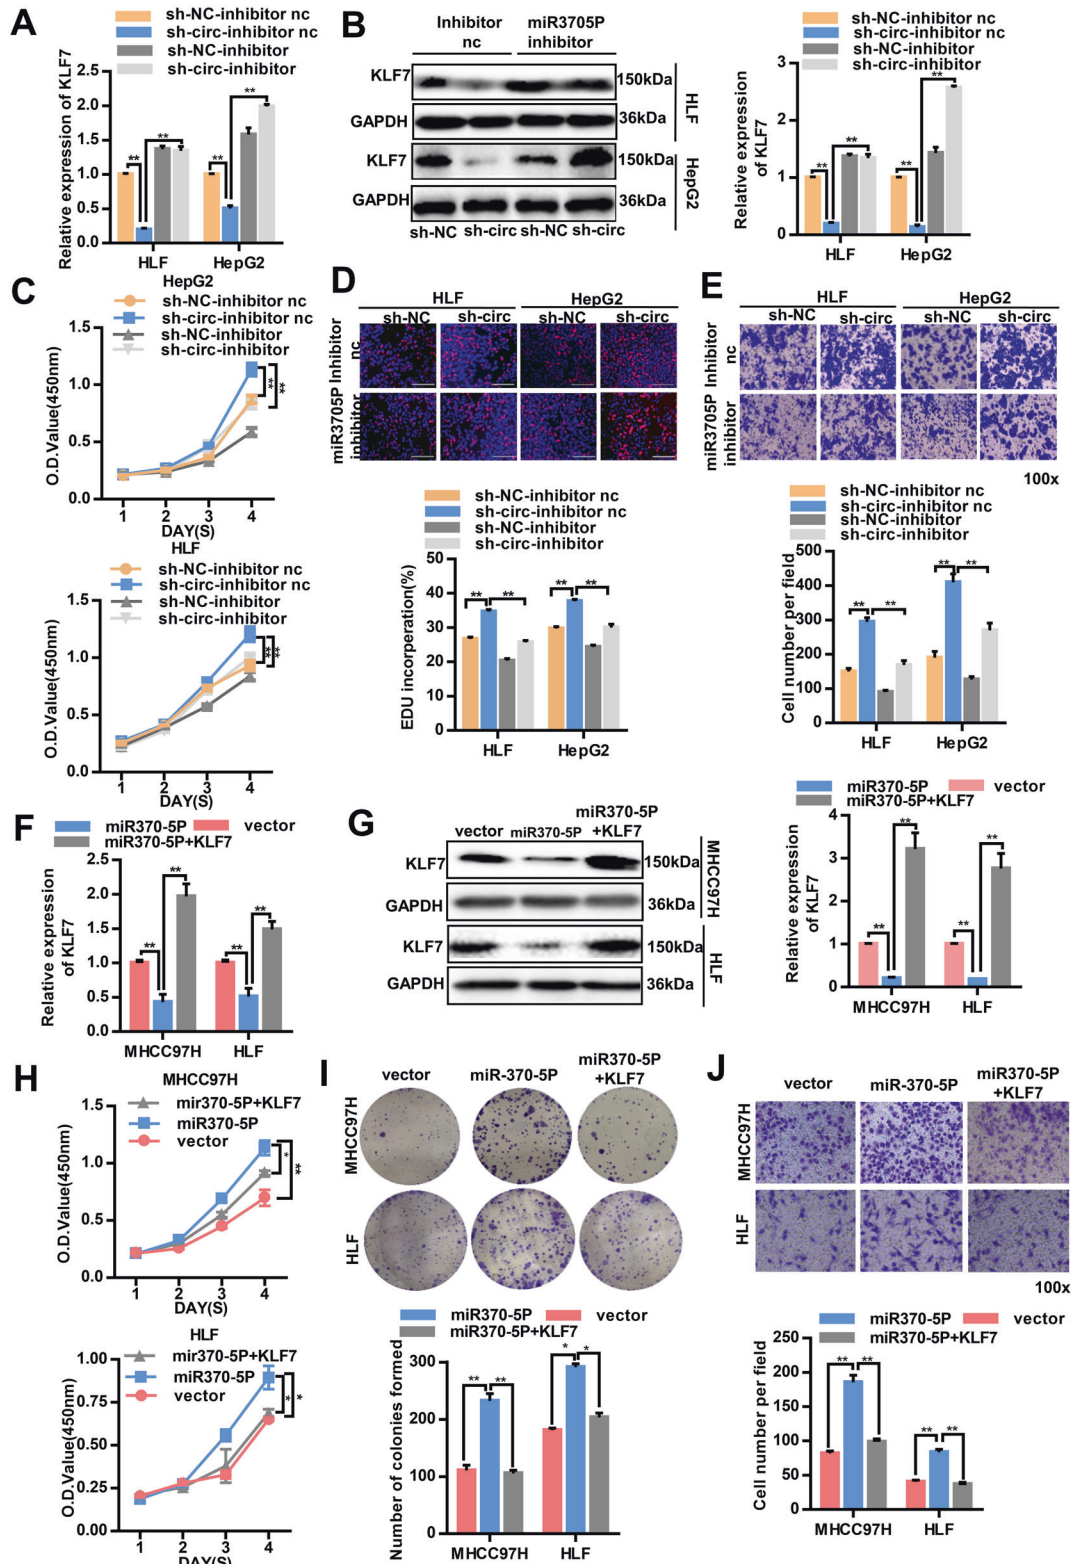 A
sh-NC-inhibitor nc
sh-circ-inhibitor nc
sh-NC-inhibitor
sh-circ-inhibitor
Relative expression of KLF7
2.5
2.0
1.5
1.0
0.5
0.0
**
**
**
**
HLF
HepG2
B
Inhibitor nc
miR3705P inhibitor
KLF7
150kDa
GAPDH
36kDa
HLF
KLF7
150kDa
GAPDH
36kDa
HepG2
sh-NC sh-circ sh-NC sh-circ
sh-NC-inhibitor nc
sh-circ-inhibitor nc
sh-NC-inhibitor
sh-circ-inhibitor
Relative expression of KLF7
3
2
1
0
**
**
**
**
HLF
HepG2
C
HepG2
sh-NC-inhibitor nc
sh-circ-inhibitor nc
sh-NC-inhibitor
sh-circ-inhibitor
O.D.Value(450nm)
1.5
1.0
0.5
0.0
**
**
1 2 3 4
DAY(S)
HLF
sh-NC-inhibitor nc
sh-circ-inhibitor nc
sh-NC-inhibitor
sh-circ-inhibitor
O.D.Value(450nm)
1.5
1.0
0.5
0.0
**
**
1 2 3 4
DAY(S)
D
HLF
HepG2
sh-NC sh-circ sh-NC sh-circ
Inhibitor nc
miR3705P inhibitor
sh-NC-inhibitor nc
sh-circ-inhibitor nc
sh-NC-inhibitor
sh-circ-inhibitor
EDU incorperation(%)
50
40
30
20
10
0
**
**
**
**
HLF
HepG2
E
HLF
HepG2
sh-NC sh-circ sh-NC sh-circ
Inhibitor nc
miR3705P inhibitor
100x
sh-NC-inhibitor nc
sh-circ-inhibitor nc
sh-NC-inhibitor
sh-circ-inhibitor
Cell number per field
500
400
300
200
100
0
**
**
**
**
HLF
HepG2
F
miR370-5P
vector
miR370-5P+KLF7
Relative expression of KLF7
2.5
2.0
1.5
1.0
0.5
0.0
**
**
**
**
MHCC97H
HLF
G
vector
miR370-5P
miR370-5P +KLF7
KLF7
150kDa
GAPDH
36kDa
MHCC97H
KLF7
150kDa
GAPDH
36kDa
HLF
miR370-5P
vector
miR370-5P+KLF7
Relative expression of KLF7
4
3
2
1
0
**
**
**
**
MHCC97H
HLF
H
MHCC97H
mir370-5P+KLF7
miR370-5P
vector
O.D.Value(450nm)
1.5
1.0
0.5
0.0
*
**
1 2 3 4
DAY(S)
HLF
mir370-5P+KLF7
miR370-5P
vector
O.D.Value(450nm)
1.00
0.75
0.50
0.25
0.00
*
*
1 2 3 4
DAY(S)
I
vector
miR-370-5P
miR370-5P +KLF7
MHCC97H
HLF
miR370-5P
vector
miR370-5P+KLF7
Number of colonies formed
300
200
100
0
**
**
*
*
MHCC97H
HLF
J
vector
miR-370-5P
miR370-5P +KLF7
MHCC97H
HLF
100x
miR370-5P
vector
miR370-5P+KLF7
Cell number per field
250
200
150
100
50
0
**
**
**
**
MHCC97H
HLF